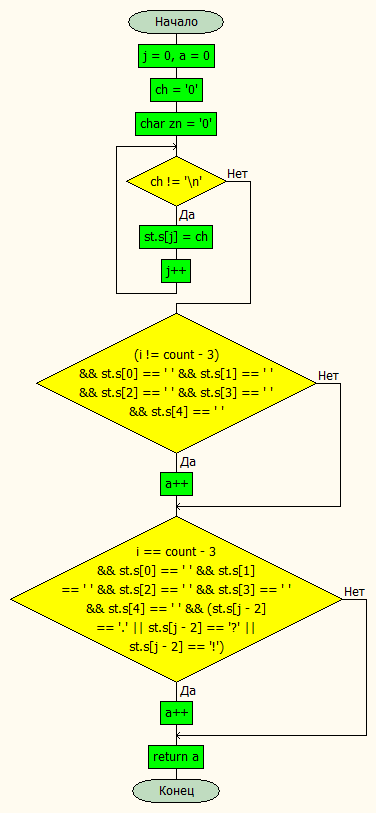 Начало
j = 0, a = 0
ch = '0'
char zn = '0'
ch != '\n'
Нет
Да
st.s[j] = ch
j++
(i != count - 3)
&& st.s[0] == ' ' && st.s[1] == ' '
&& st.s[2] == ' ' && st.s[3] == ' '
&& st.s[4] == ' '
Нет
Да
a++
i == count - 3
&& st.s[0] == ' ' && st.s[1]
== ' ' && st.s[2] == ' ' && st.s[3] == ' '
&& st.s[4] == ' ' && (st.s[j - 2]
== '.' || st.s[j - 2] == '?' ||
st.s[j - 2] == '!')
Нет
Да
a++
return a
Конец